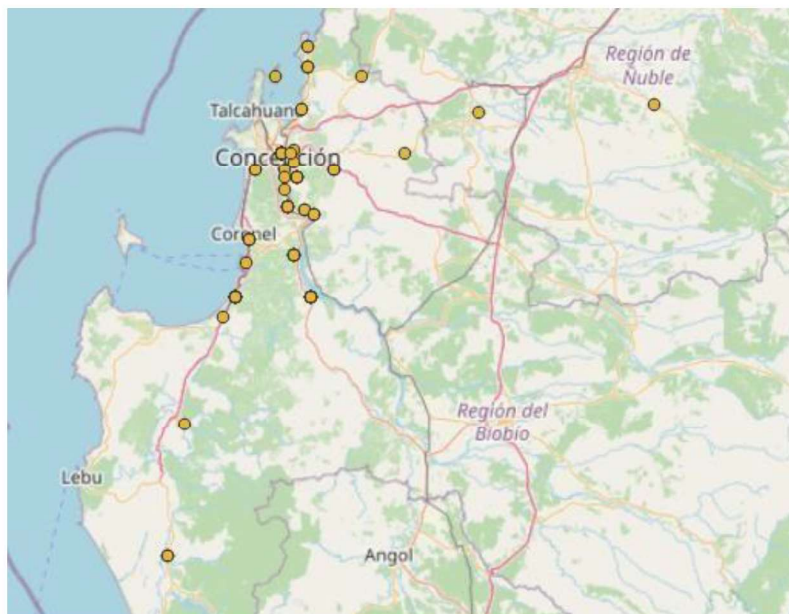 Región de
Ñuble
Talcahuano
Concepción
Coronel
Región del
Biobío
Lebu
Angol